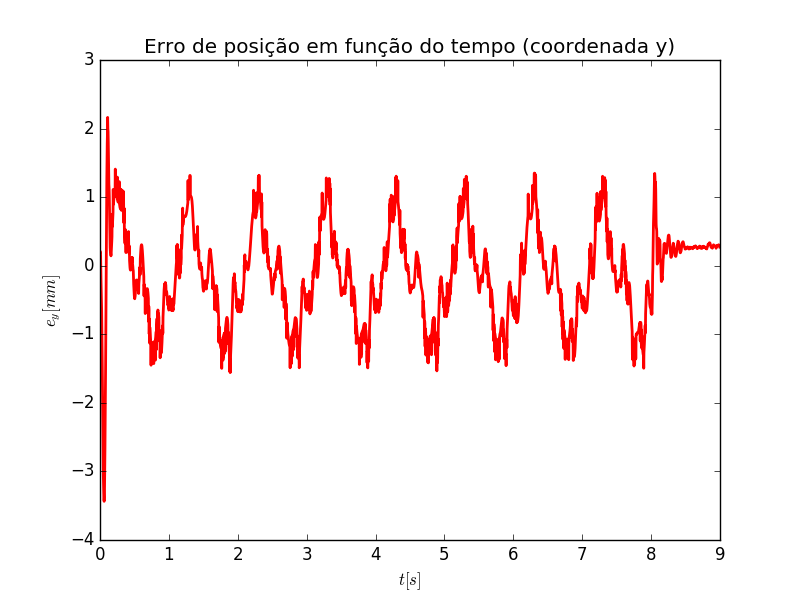 Erro de posição em função do tempo (coordenada y)
3
2
1
0
−1
−2
−3
−4
e_y[mm]
0 1 2 3 4 5 6 7 8 9
t[s]